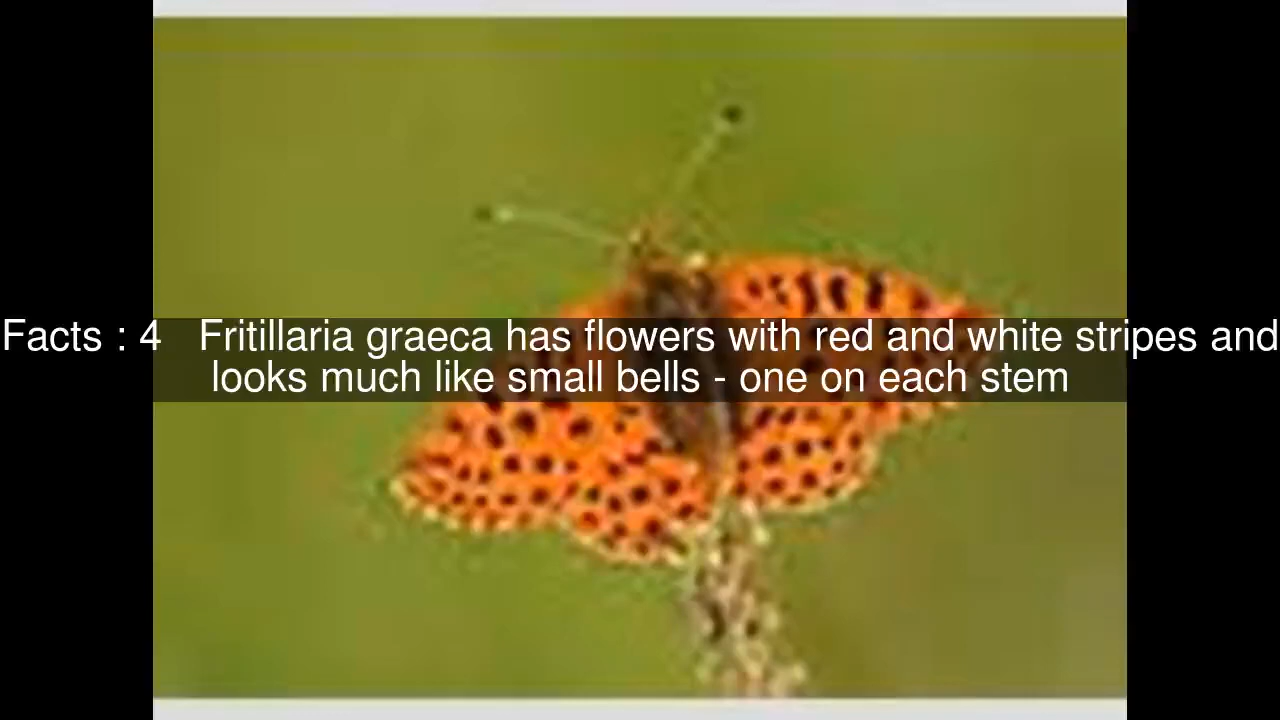 Facts : 4 Fritillaria graeca has flowers with red and white stripes and
looks much like small bells - one on each stem